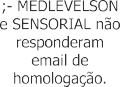 ;- MEDLEVELSON
e SENSORIAL não
responderam
email de
homologação.